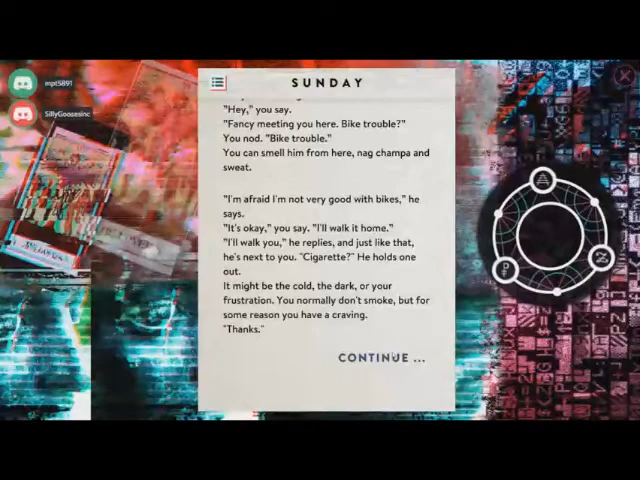 mpt5891
SillyGoosesinc
SUNDAY
"Hey," you say.
"Fancy meeting you here. Bike trouble?"
You nod. "Bike trouble."
You can smell him from here, nag champa and
sweat.
"I'm afraid I'm not very good with bikes," he
says.
"It's okay," you say. "I'll walk it home."
"I'll walk you," he replies, and just like that,
he's next to you. "Cigarette?" He holds one
out.
It might be the cold, the dark, or your
frustration. You normally don't smoke, but for
some reason you have a craving.
"Thanks."
CONTINUE ...